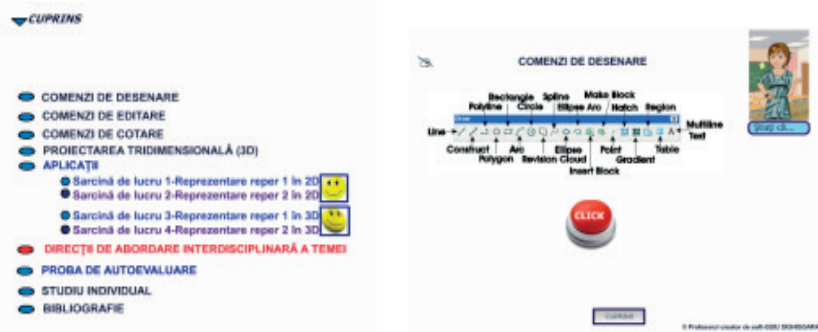 CUPRINS
COMENZI DE DESENARE
COMENZI DE EDITARE
COMENZI DE COTARE
PROIECTAREA TRIDIMENSIONALĂ (3D)
APLICAŢII
Sarcină de lucru 1-Reprezentare reper 1 în 2D
Sarcină de lucru 2-Reprezentare reper 2 în 2D
Sarcină de lucru 3-Reprezentare reper 1 în 3D
Sarcină de lucru 4-Reprezentare reper 2 în 3D
DIRECŢII DE ABORDARE INTERDISCIPLINARĂ A TEMEI
PROBA DE AUTOEVALUARE
STUDIU INDIVIDUAL
BIBLIOGRAFIE
COMENZI DE DESENARE
Rectangle Spline Make Block
Polyline Circle Ellipse Arc Hatch Region
Line
Multiline
Text
Construct Arc Ellipse Point Table
Polygon Revision Cloud Gradient
Insert Block
CLICK
CUPRINS